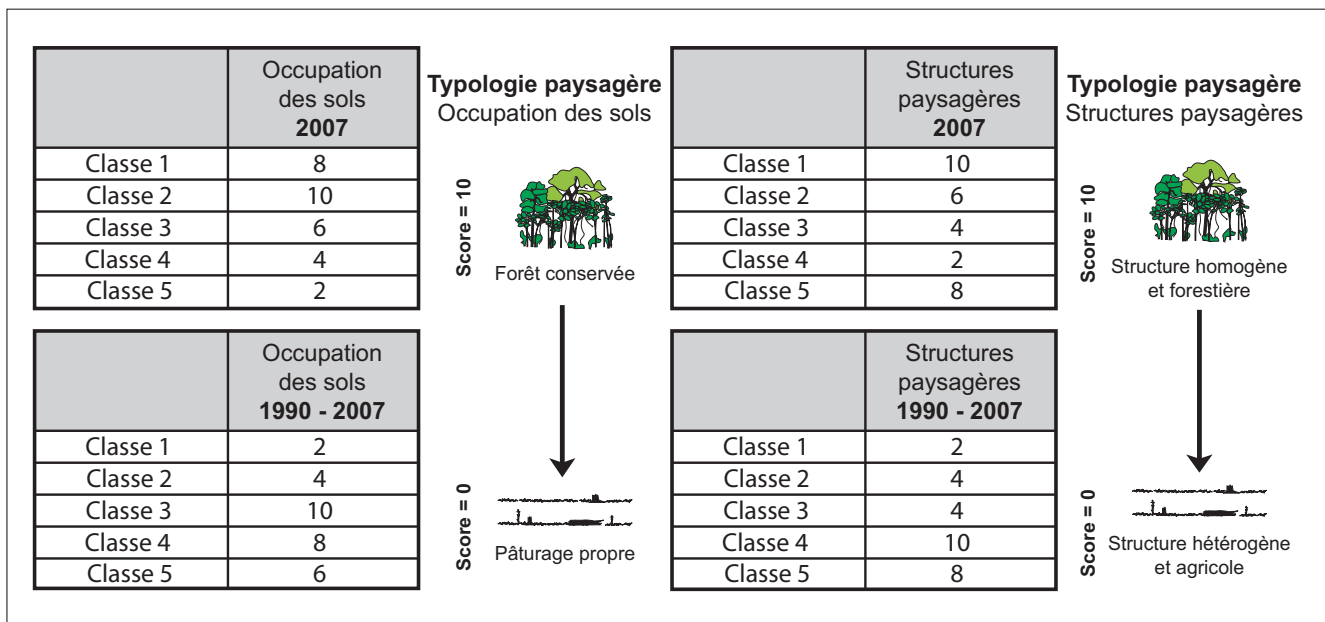 Occupation
des sols
2007
Classe 1 8
Classe 2 10
Classe 3 6
Classe 4 4
Classe 5 2
Occupation
des sols
1990 - 2007
Classe 1 2
Classe 2 4
Classe 3 10
Classe 4 8
Classe 5 6
Typologie paysagère
Occupation des sols
Score = 10
Forêt conservée
Score = 0
Pâturage propre
Structures
paysagères
2007
Classe 1 10
Classe 2 6
Classe 3 4
Classe 4 2
Classe 5 8
Structures
paysagères
1990 - 2007
Classe 1 2
Classe 2 4
Classe 3 4
Classe 4 10
Classe 5 8
Typologie paysagère
Structures paysagères
Score = 10
Structure homogène
et forestière
Score = 0
Structure hétérogène
et agricole